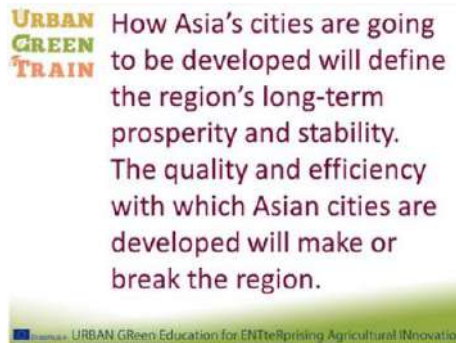 URBAN
GREEN
TRAIN
How Asia's cities are going
to be developed will define
the region's long-term
prosperity and stability.
The quality and efficiency
with which Asian cities are
developed will make or
break the region.
Erasmus+ URBAN GReen Education for ENTteRprising Agricultural INnovatio